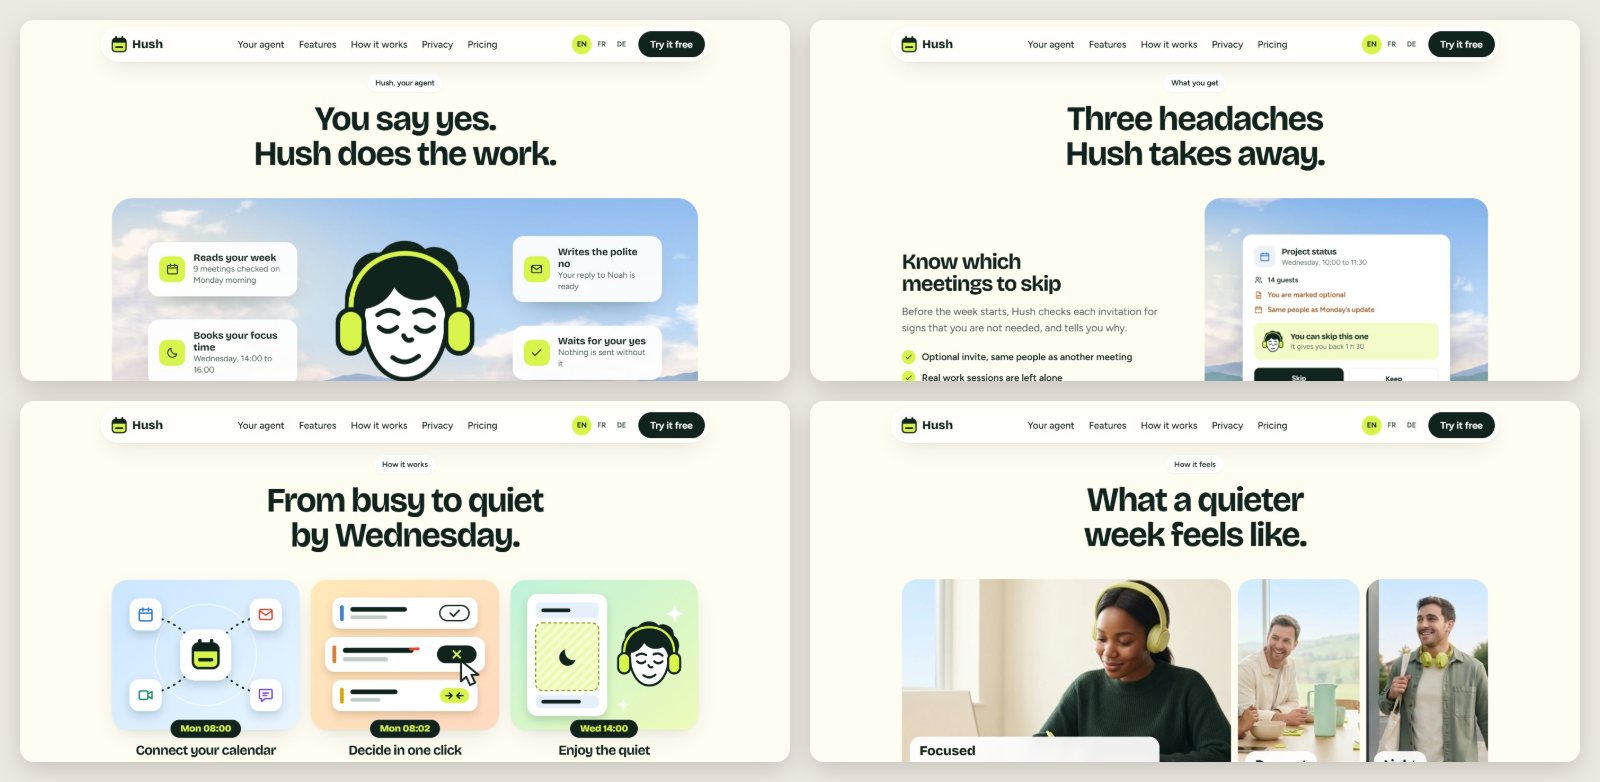 Hush
Your agent
Features
How it works
Privacy
Pricing
EN
FR
DE
Try it free
Hush, your agent
You say yes.
Hush does the work.
Reads your week
9 meetings checked on
Monday morning
Books your focus
time
Wednesday, 14:00 to
16:00
Writes the polite
no
Your reply to Noah is
ready
Waits for your yes
Nothing is sent without
it
Hush
Your agent
Features
How it works
Privacy
Pricing
EN
FR
DE
Try it free
What you get
Three headaches
Hush takes away.
Know which
meetings to skip
Before the week starts, Hush checks each invitation for
signs that you are not needed, and tells you why.
Optional invite, same people as another meeting
Real work sessions are left alone
Project status
Wednesday, 10:00 to 11:30
14 guests
You are marked optional
Same people as Monday's update
You can skip this one
It gives you back 1 h 30
Skip
Keep
Hush
Your agent
Features
How it works
Privacy
Pricing
EN
FR
DE
Try it free
How it works
From busy to quiet
by Wednesday.
Mon 08:00
Connect your calendar
Mon 08:02
Decide in one click
Wed 14:00
Enjoy the quiet
Hush
Your agent
Features
How it works
Privacy
Pricing
EN
FR
DE
Try it free
How it feels
What a quieter
week feels like.
Focused